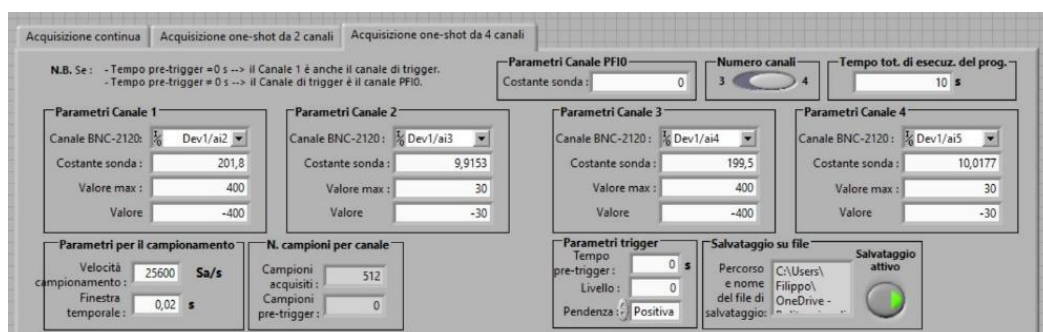 Acquisizione continua
Acquisizione one-shot da 2 canali
Acquisizione one-shot da 4 canali
N.B. Se : - Tempo pre-trigger =0 s --> il Canale 1 è anche il canale di trigger.
- Tempo pre-trigger ≠ 0 s --> il Canale di trigger è il canale PFI0.
Parametri Canale PFI0
Costante sonda : 0
Numero canali
3 4
Tempo tot. di esecuz. del prog.
10 s
Parametri Canale 1
Canale BNC-2120: Dev1/ai2
Costante sonda : 201,8
Valore max : 400
Valore -400
Parametri Canale 2
Canale BNC-2120 : Dev1/ai3
Costante sonda : 9,9153
Valore max : 30
Valore -30
Parametri Canale 3
Canale BNC-2120 : Dev1/ai4
Costante sonda : 199,5
Valore max : 400
Valore -400
Parametri Canale 4
Canale BNC-2120 : Dev1/ai5
Costante sonda : 10,0177
Valore max : 30
Valore -30
Parametri per il campionamento
Velocità
campionamento : 25600 Sa/s
Finestra
temporale : 0,02 s
N. campioni per canale
Campioni
acquisiti : 512
Campioni
pre-trigger : 0
Parametri trigger
Tempo
pre-trigger : 0 s
Livello : 0
Pendenza : Positiva
Salvataggio su file
Percorso
e nome
del file di
salvataggio:
C:\Users\
Filippo\
OneDrive -
Salvataggio
attivo